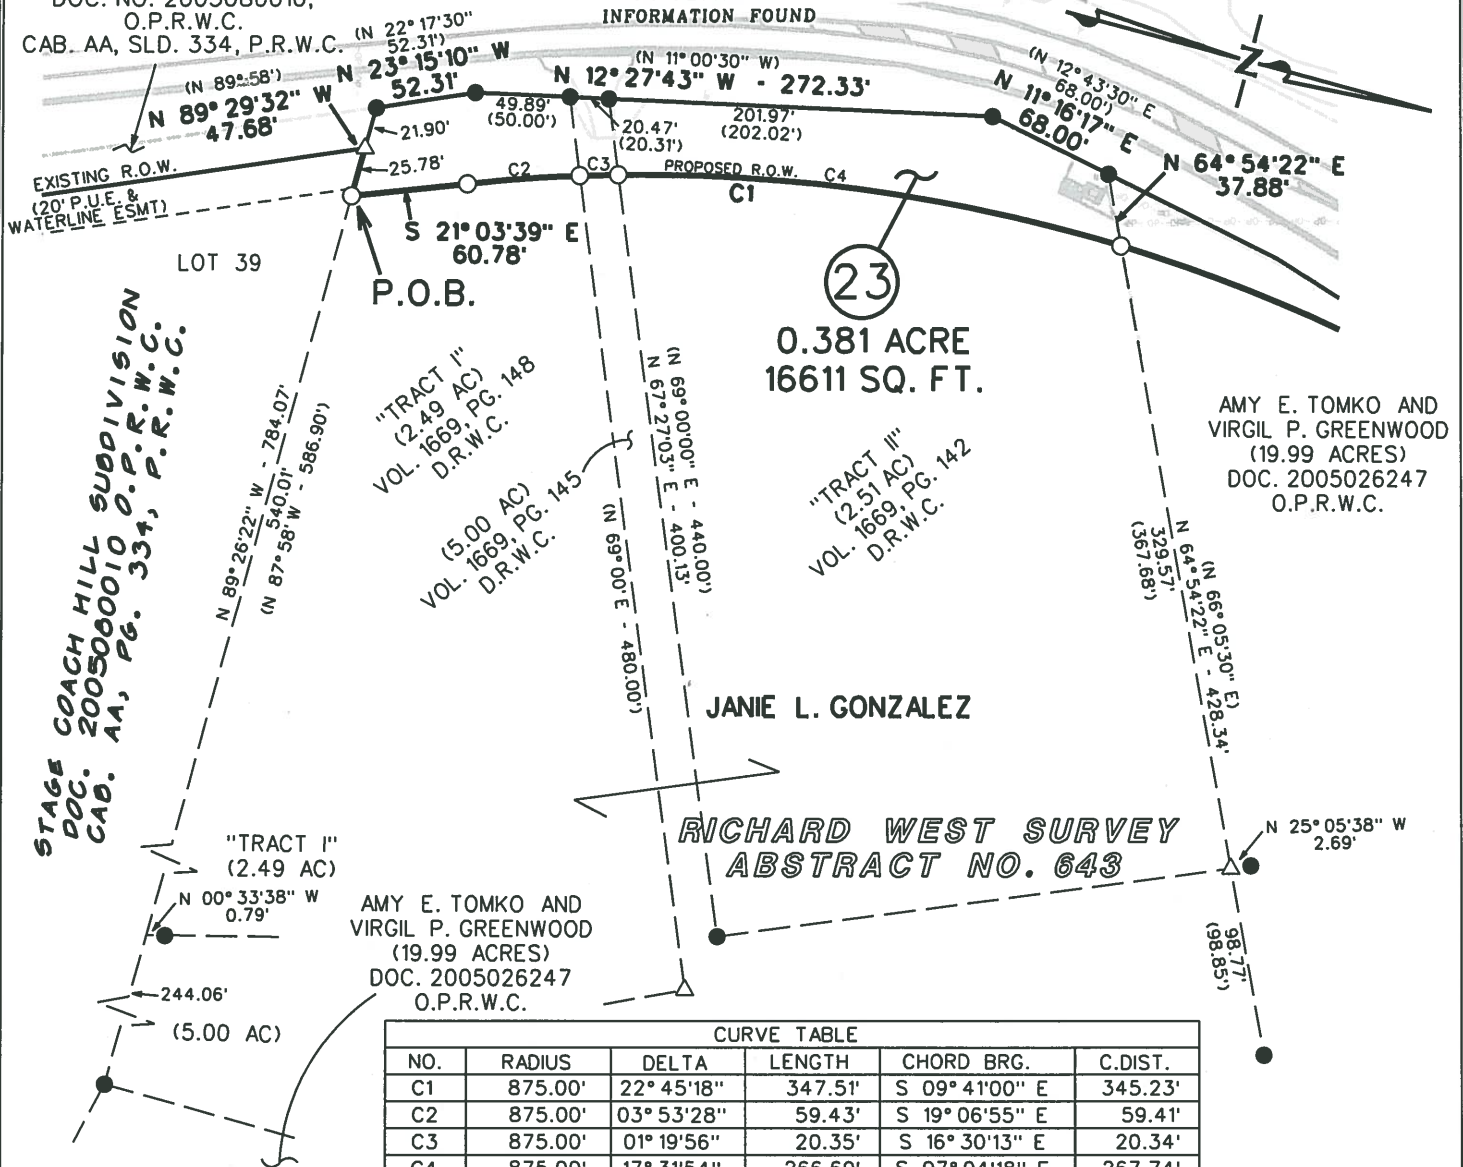 O.P.R.W.C.
CAB. AA, SLD. 334, P.R.W.C.
INFORMATION FOUND
(N 22°17'30"
52.31')
N 23°15'10" W
52.31'
(N 89°58')
N 89°29'32" W
47.68'
(N 11°00'30" W)
N 12°27'43" W - 272.33'
(N 12°43'30" E
68.00')
N 11°16'17" E
68.00'
Z
49.89'
(50.00')
20.47'
(20.31')
201.97'
(202.02')
21.90'
25.78'
N 64°54'22" E
37.88'
EXISTING R.O.W.
(20' P.U.E. &
WATERLINE ESMT)
C2
C3
PROPOSED R.O.W.
C4
C1
S 21°03'39" E
60.78'
LOT 39
P.O.B.
23
0.381 ACRE
16611 SQ. FT.
STAGE COACH HILL SUBDIVISION
DOC. 2005080010 O.P.R.W.C.
CAB. AA, PG. 334, P.R.W.C.
N 89°26'22" W - 784.07'
540.01'
(N 87°58' W - 586.90')
"TRACT I"
(2.49 AC)
VOL. 1669, PG. 148
D.R.W.C.
(5.00 AC)
VOL. 1669, PG. 145
D.R.W.C.
(N 69°00'00" E - 440.00')
N 67°27'03" E - 400.13'
(N 69°00'E - 480.00')
"TRACT II"
(2.51 AC)
VOL. 1669, PG. 142
D.R.W.C.
AMY E. TOMKO AND
VIRGIL P. GREENWOOD
(19.99 ACRES)
DOC. 2005026247
O.P.R.W.C.
(N 66°05'30" E)
N 64°54'22" E - 428.34'
329.57'
(367.68')
JANIE L. GONZALEZ
RICHARD WEST SURVEY
ABSTRACT NO. 643
N 25°05'38" W
2.69'
98.77'
(98.85')
"TRACT I"
(2.49 AC)
N 00°33'38" W
0.79'
244.06'
(5.00 AC)
AMY E. TOMKO AND
VIRGIL P. GREENWOOD
(19.99 ACRES)
DOC. 2005026247
O.P.R.W.C.
CURVE TABLE
NO. RADIUS DELTA LENGTH CHORD BRG. C.DIST.
C1 875.00' 22°45'18" 347.51' S 09°41'00" E 345.23'
C2 875.00' 03°53'28" 59.43' S 19°06'55" E 59.41'
C3 875.00' 01°19'56" 20.35' S 16°30'13" E 20.34'